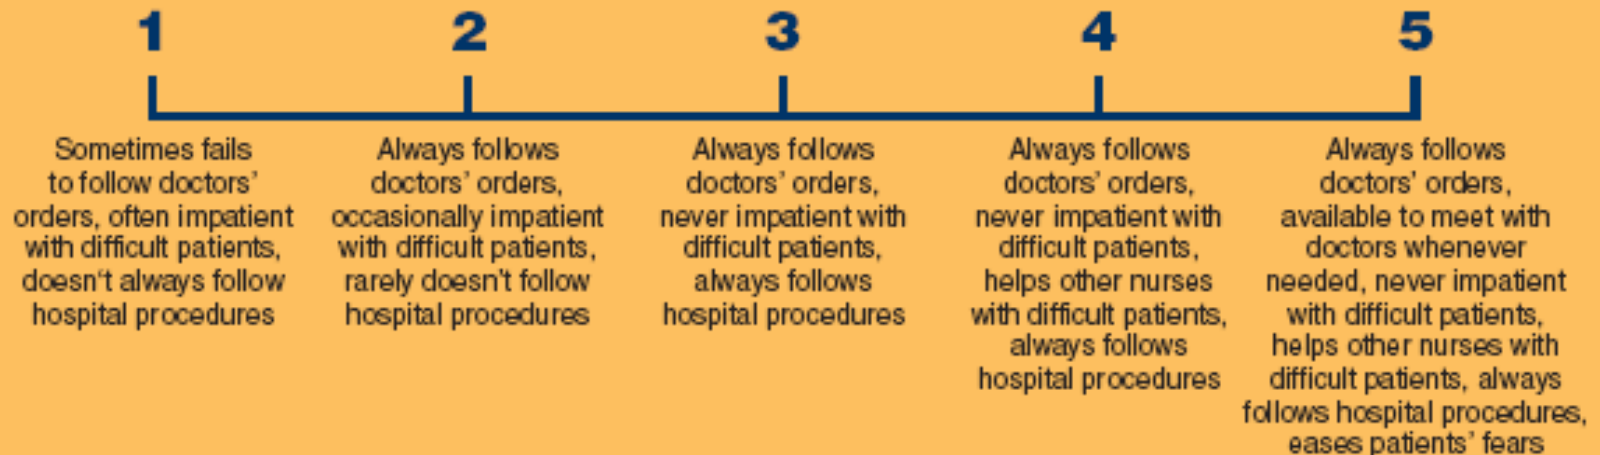 1 2 3 4 5
Sometimes fails
to follow doctors’
orders, often impatient
with difficult patients,
doesn‘t always follow
hospital procedures
Always follows
doctors’ orders,
occasionally impatient
with difficult patients,
rarely doesn’t follow
hospital procedures
Always follows
doctors’ orders,
never impatient with
difficult patients,
always follows
hospital procedures
Always follows
doctors’ orders,
never impatient with
difficult patients,
helps other nurses
with difficult patients,
always follows
hospital procedures
Always follows
doctors’ orders,
available to meet with
doctors whenever
needed, never impatient
with difficult patients,
helps other nurses with
difficult patients, always
follows hospital procedures,
eases patients’ fears